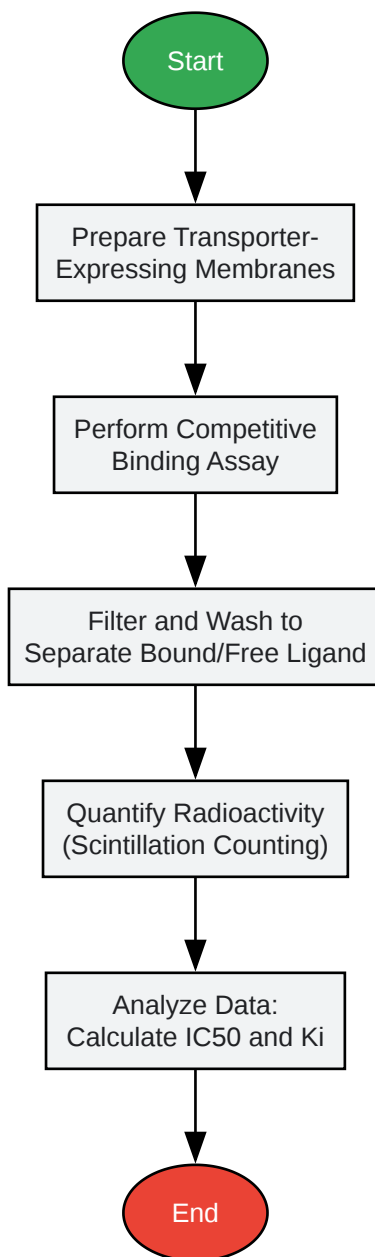 Start
Prepare Transporter-
Expressing Membranes
Perform Competitive
Binding Assay
Filter and Wash to
Separate Bound/Free Ligand
Quantify Radioactivity
(Scintillation Counting)
Analyze Data:
Calculate IC50 and Ki
End